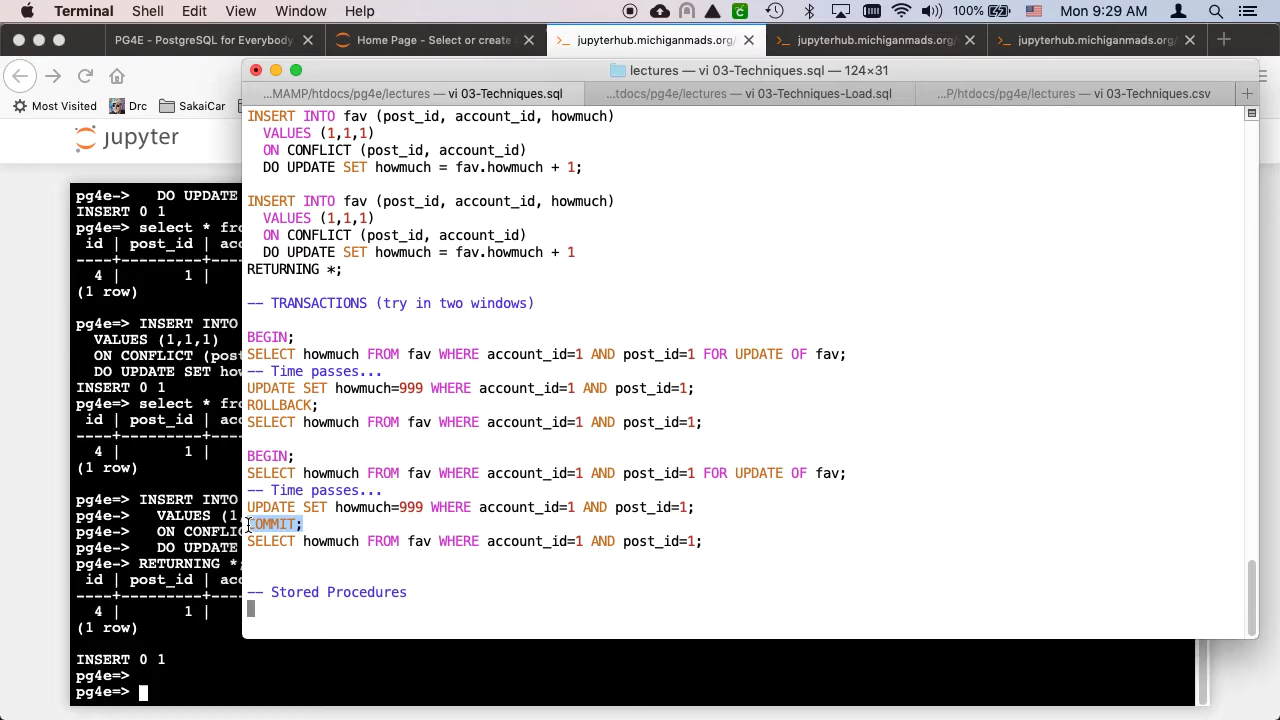 Terminal Shell Edit View Window Help 100% Mon 9:29 AM
PG4E - PostgreSQL for Everybody Home Page - Select or create jupyterhub.michiganmads.org/ jupyterhub.michiganmads.org/ jupyterhub.michiganmads.org/
lectures — vi 03-Techniques.sql — 124×31
...MAMP/htdocs/pg4e/lectures — vi 03-Techniques.sql ...tdocs/pg4e/lectures — vi 03-Techniques-Load.sql ...P/htdocs/pg4e/lectures — vi 03-Techniques.csv
Most Visited Drc SakaiCar
jupyter
INSERT INTO fav (post_id, account_id, howmuch)
VALUES (1,1,1)
ON CONFLICT (post_id, account_id)
DO UPDATE SET howmuch = fav.howmuch + 1;
INSERT INTO fav (post_id, account_id, howmuch)
VALUES (1,1,1)
ON CONFLICT (post_id, account_id)
DO UPDATE SET howmuch = fav.howmuch + 1
RETURNING *;
-- TRANSACTIONS (try in two windows)
BEGIN;
SELECT howmuch FROM fav WHERE account_id=1 AND post_id=1 FOR UPDATE OF fav;
-- Time passes...
UPDATE SET howmuch=999 WHERE account_id=1 AND post_id=1;
ROLLBACK;
SELECT howmuch FROM fav WHERE account_id=1 AND post_id=1;
BEGIN;
SELECT howmuch FROM fav WHERE account_id=1 AND post_id=1 FOR UPDATE OF fav;
-- Time passes...
UPDATE SET howmuch=999 WHERE account_id=1 AND post_id=1;
COMMIT;
SELECT howmuch FROM fav WHERE account_id=1 AND post_id=1;
-- Stored Procedures
pg4e-> DO UPDATE
INSERT 0 1
pg4e=> select * fro
id | post_id | acc
----+---------+----
4 | 1 |
(1 row)
pg4e=> INSERT INTO
VALUES (1,1,1)
ON CONFLICT (pos
DO UPDATE SET ho
INSERT 0 1
pg4e=> select * fro
id | post_id | acc
----+---------+----
4 | 1 |
(1 row)
pg4e=> INSERT INTO
pg4e-> VALUES (1,
pg4e-> ON CONFLI
pg4e-> DO UPDATE
pg4e-> RETURNING *;
id | post_id | acc
----+---------+----
4 | 1 |
(1 row)
INSERT 0 1
pg4e=>
pg4e=>